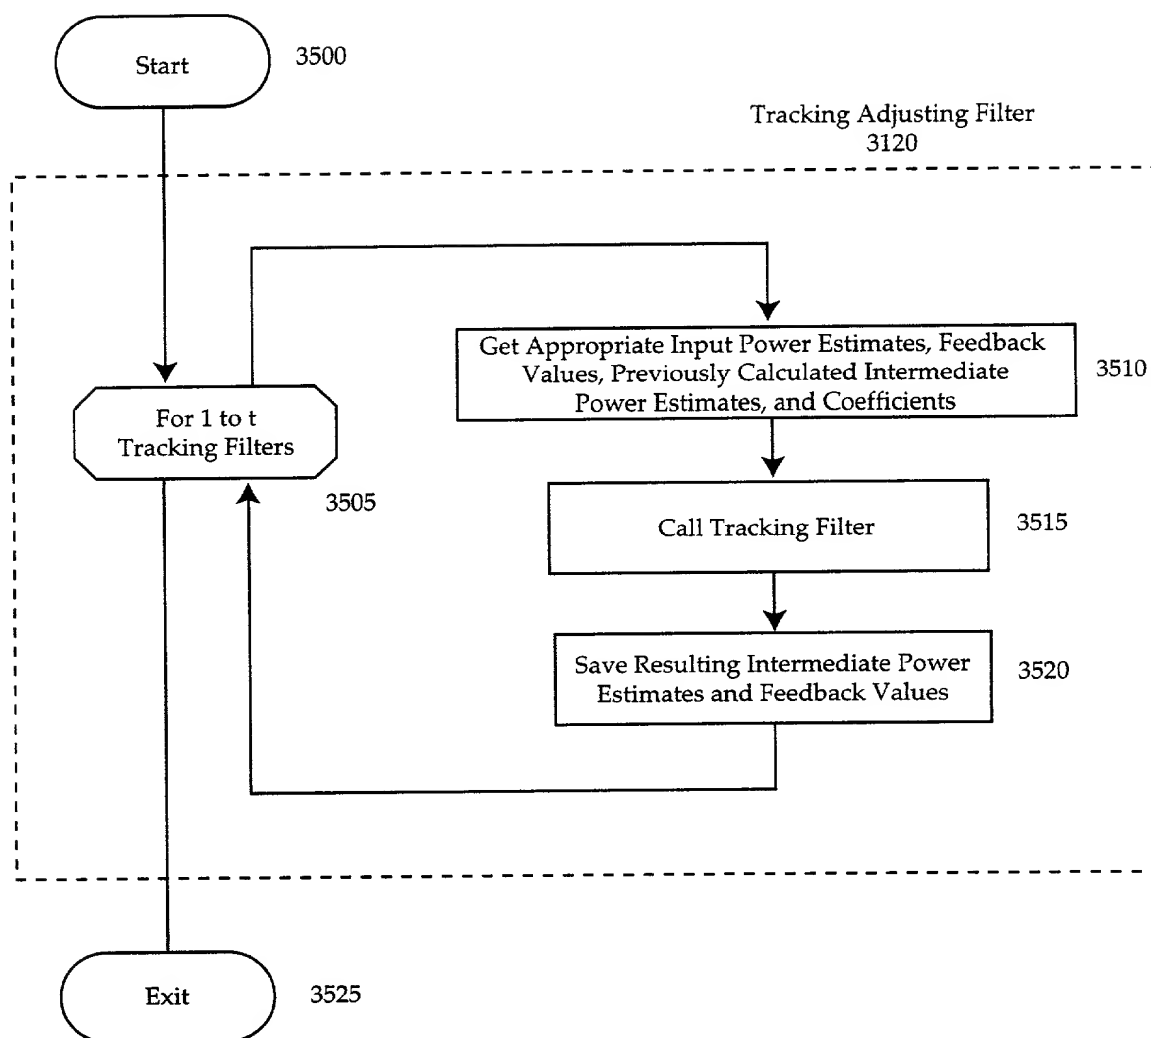 Start
3500
Tracking Adjusting Filter
3120
Get Appropriate Input Power Estimates, Feedback
Values, Previously Calculated Intermediate
Power Estimates, and Coefficients
3510
For 1 to t
Tracking Filters
3505
Call Tracking Filter
3515
Save Resulting Intermediate Power
Estimates and Feedback Values
3520
Exit
3525